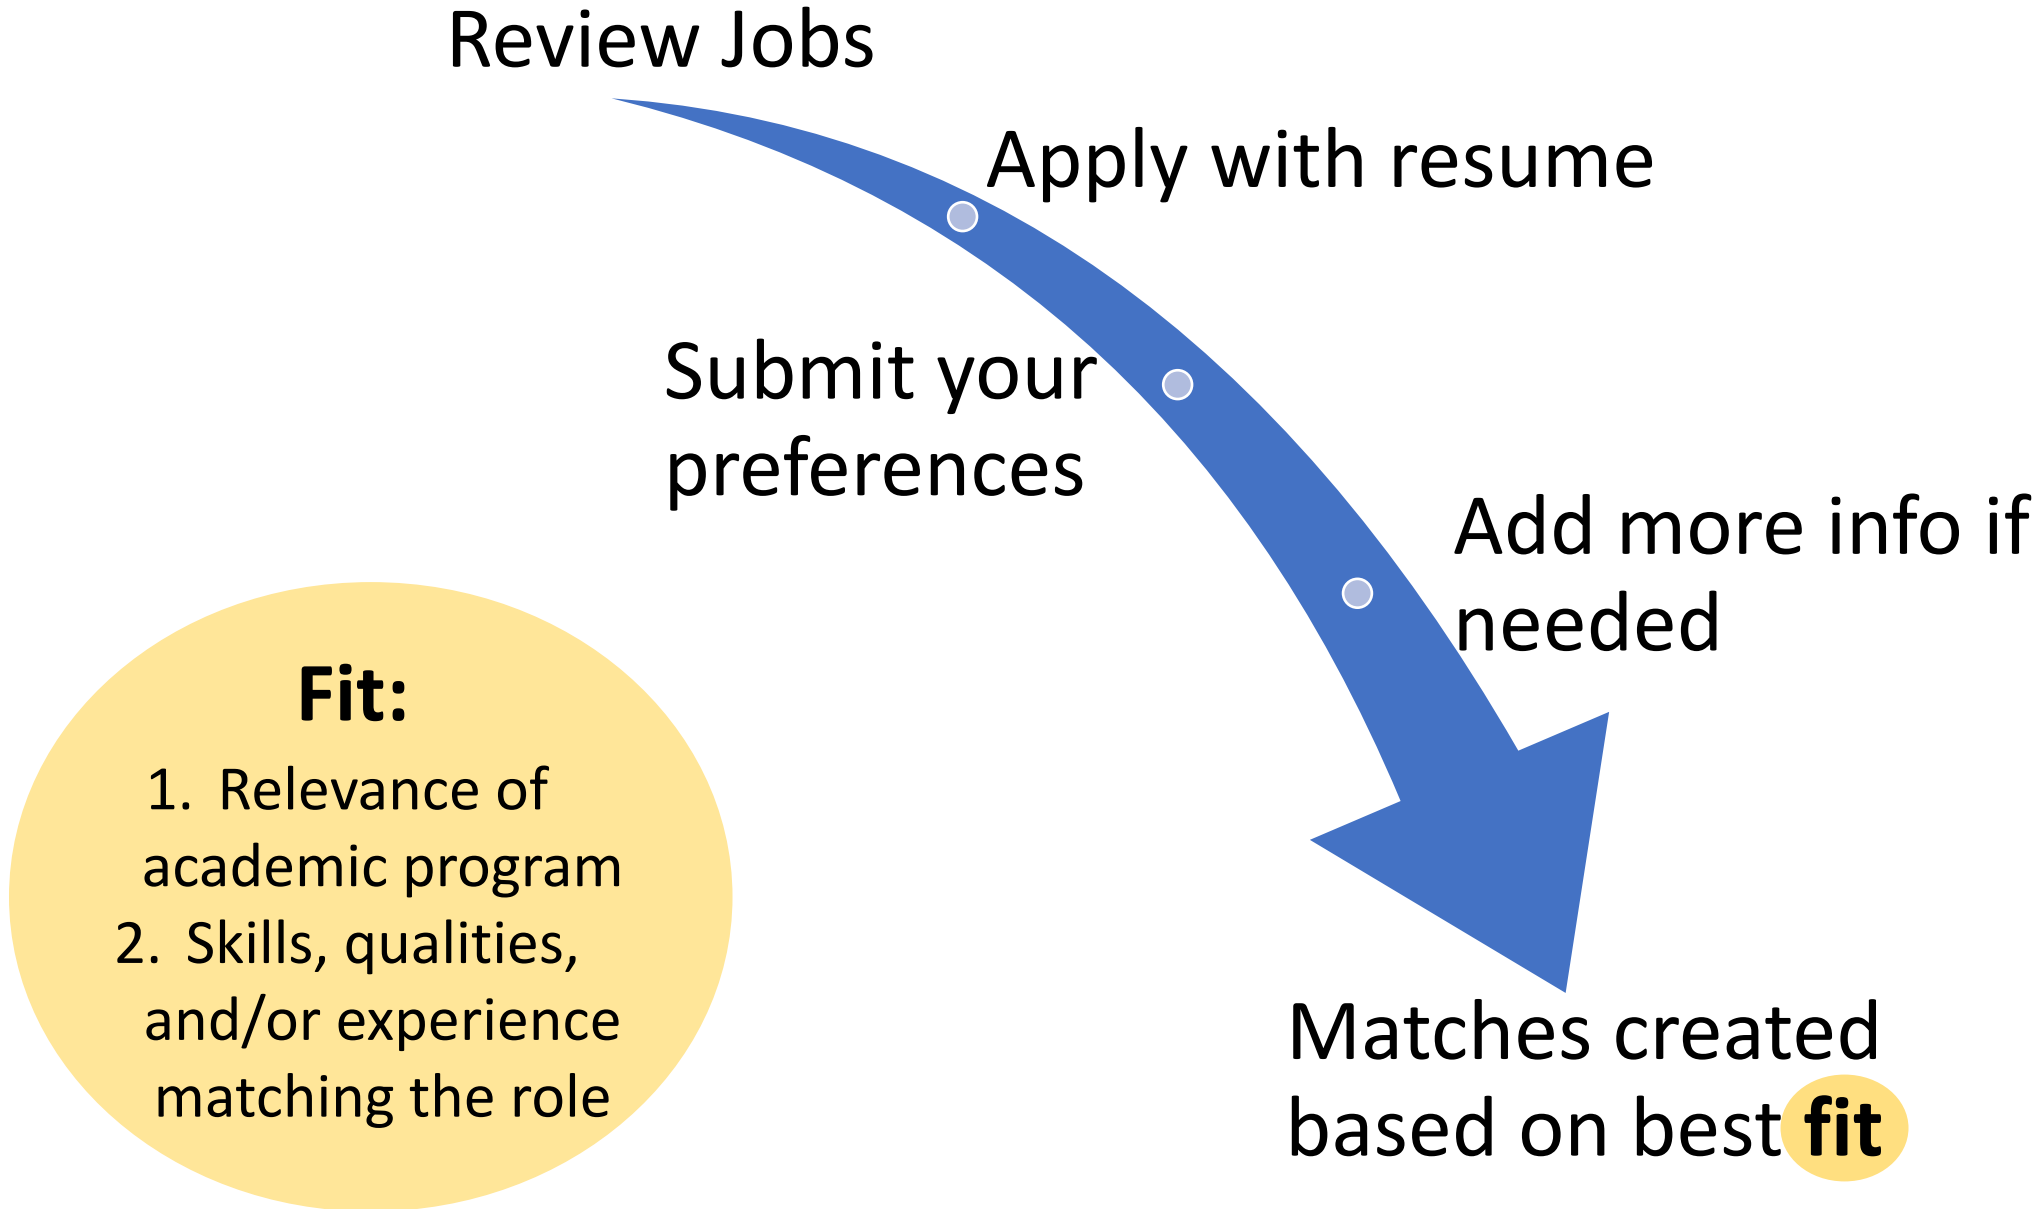 Review Jobs
Apply with resume
Submit your
preferences
Add more info if
needed
Fit:
1. Relevance of
academic program
2. Skills, qualities,
and/or experience
matching the role
Matches created
based on best fit